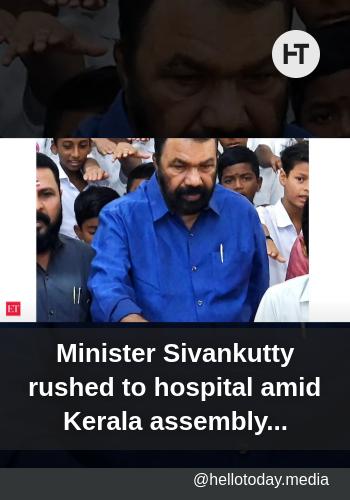 HT
ET
Minister Sivankutty
rushed to hospital amid
Kerala assembly...
@hellotoday.media